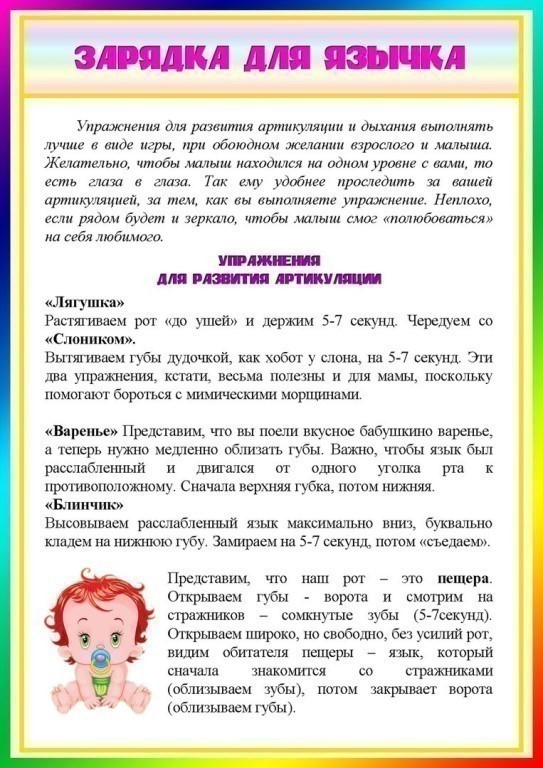 ЗАРЯДКА ДЛЯ ЯЗЫЧКА
Упражнения для развития артикуляции и дыхания выполнять
лучше в виде игры, при обоюдном желании взрослого и малыша.
Желательно, чтобы малыш находился на одном уровне с вами, то
есть глаза в глаза. Так ему удобнее проследить за вашей
артикуляцией, за тем, как вы выполняете упражнение. Неплохо,
если рядом будет и зеркало, чтобы малыш смог «полюбоваться»
на себя любимого.
УПРАЖНЕНИЯ
ДЛЯ РАЗВИТИЯ АРТИКУЛЯЦИИ
«Лягушка»
Растягиваем рот «до ушей» и держим 5-7 секунд. Чередуем со
«Слоником».
Вытягиваем губы дудочкой, как хобот у слона, на 5-7 секунд. Эти
два упражнения, кстати, весьма полезны и для мамы, поскольку
помогают бороться с мимическими морщинами.
«Варенье» Представим, что вы поели вкусное бабушкино варенье,
а теперь нужно медленно облизать губы. Важно, чтобы язык был
расслабленный и двигался от одного уголка рта к
противоположному. Сначала верхняя губка, потом нижняя.
«Блинчик»
Высовываем расслабленный язык максимально вниз, буквально
кладем на нижнюю губу. Замираем на 5-7 секунд, потом «съедаем».
Представим, что наш рот – это пещера.
Открываем губы - ворота и смотрим на
стражников – сомкнутые зубы (5-7секунд).
Открываем широко, но свободно, без усилий рот,
видим обитателя пещеры – язык, который
сначала знакомится со стражниками
(облизываем зубы), потом закрывает ворота
(облизываем губы).